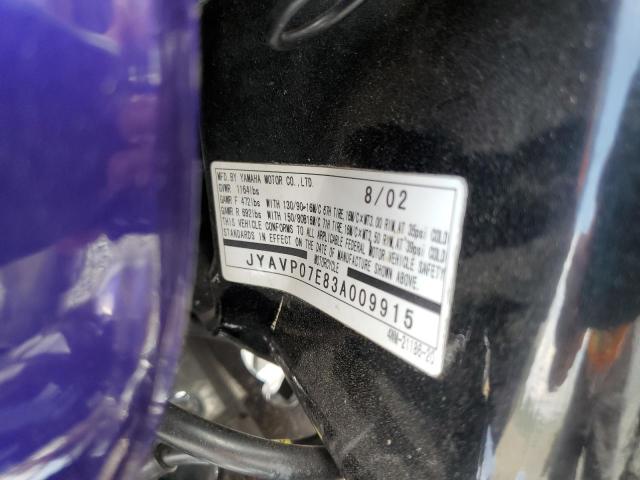 MFD. BY YAMAHA MOTOR CO.,LTD. 8/02
GVWR 1164lbs
GAWR F 472lbs WITH 130/90-16M/C 67H TIRE, 16M/C×MT3.00 RIM, AT 35psi COLD
GAWR R 692lbs WITH 150/80B16M/C 71H TIRE, 16M/C×MT3.50 RIM, AT 36psi COLD
THIS VEHICLE CONFORMS TO ALL APPLICABLE FEDERAL MOTOR VEHICLE SAFETY
STANDARDS IN EFFECT ON THE DATE OF MANUFACTURE SHOWN ABOVE.
MOTORCYCLE
JYAVP07E83A009915